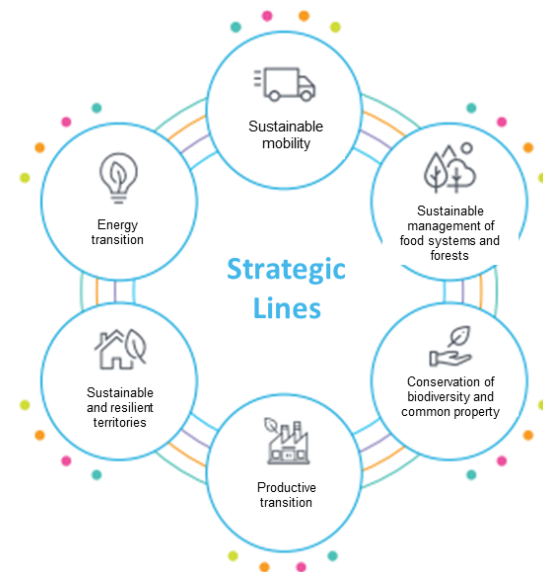 Sustainable
mobility
Energy
transition
Sustainable
management of
food systems and
forests
Strategic
Lines
Sustainable
and resilient
territories
Conservation of
biodiversity and
common property
Productive
transition